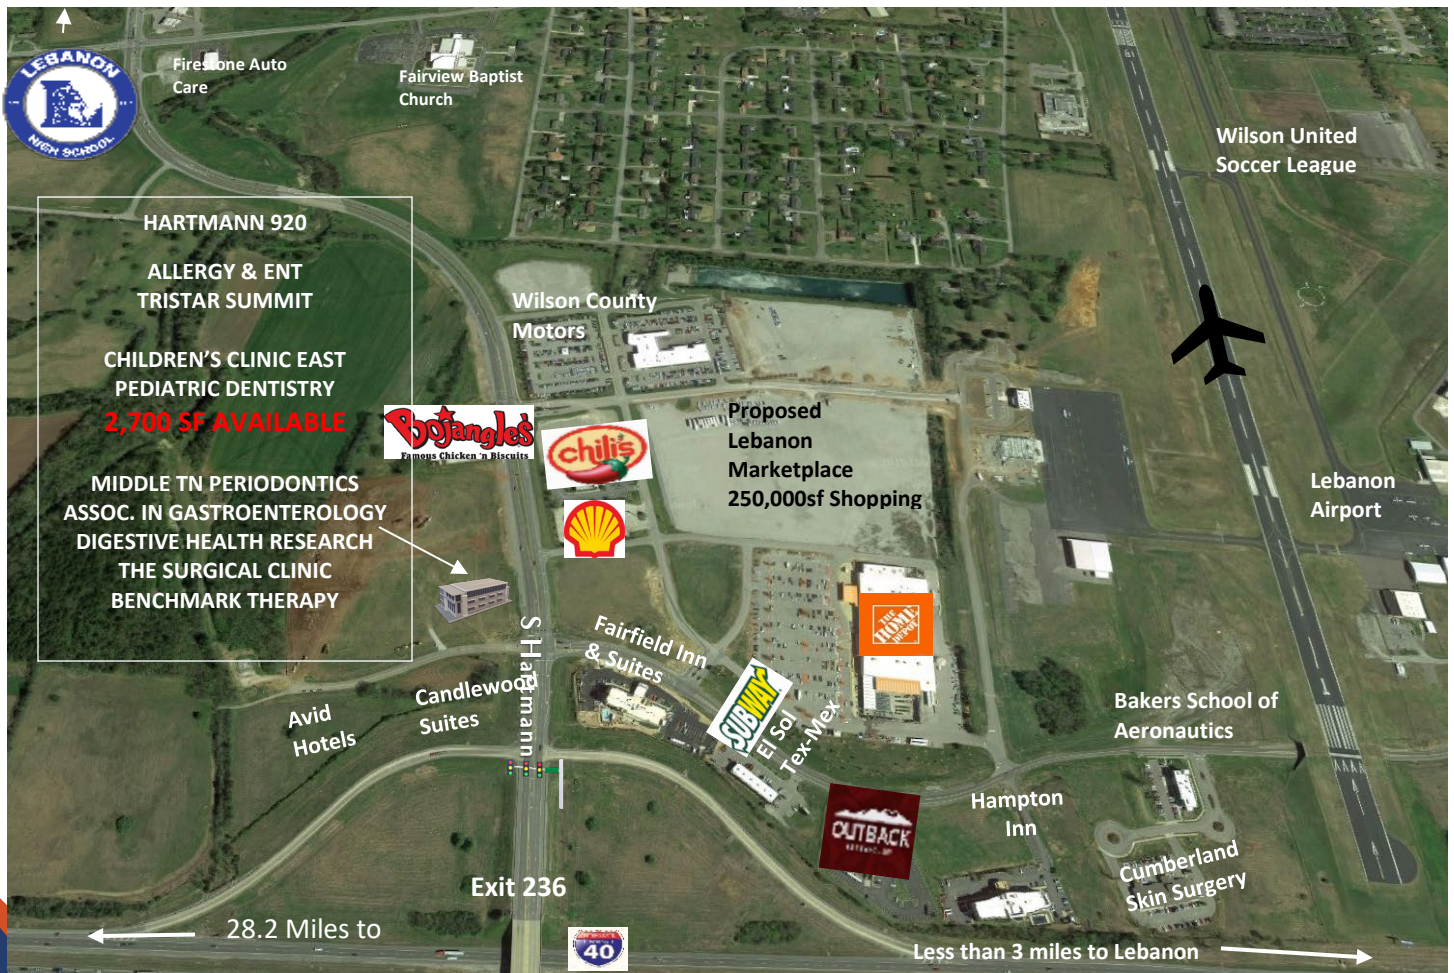 LEBANON
HIGH SCHOOL
Firestone Auto
Care
Fairview Baptist
Church
Wilson United
Soccer League
HARTMANN 920
ALLERGY & ENT
TRISTAR SUMMIT
CHILDREN'S CLINIC EAST
PEDIATRIC DENTISTRY
2,700 SF AVAILABLE
MIDDLE TN PERIODONTICS
ASSOC. IN GASTROENTEROLOGY
DIGESTIVE HEALTH RESEARCH
THE SURGICAL CLINIC
BENCHMARK THERAPY
Wilson County
Motors
Bojangles'
Famous Chicken 'n Biscuits
chili's
Proposed
Lebanon
Marketplace
250,000sf Shopping
Lebanon
Airport
THE
HOME
DEPOT
S Hartmann
Fairfield Inn
& Suites
Candlewood
Suites
Avid
Hotels
SUBWAY
El Sol
Tex-Mex
Bakers School of
Aeronautics
OUTBACK
Hampton
Inn
Cumberland
Skin Surgery
Exit 236
28.2 Miles to
40
Less than 3 miles to Lebanon